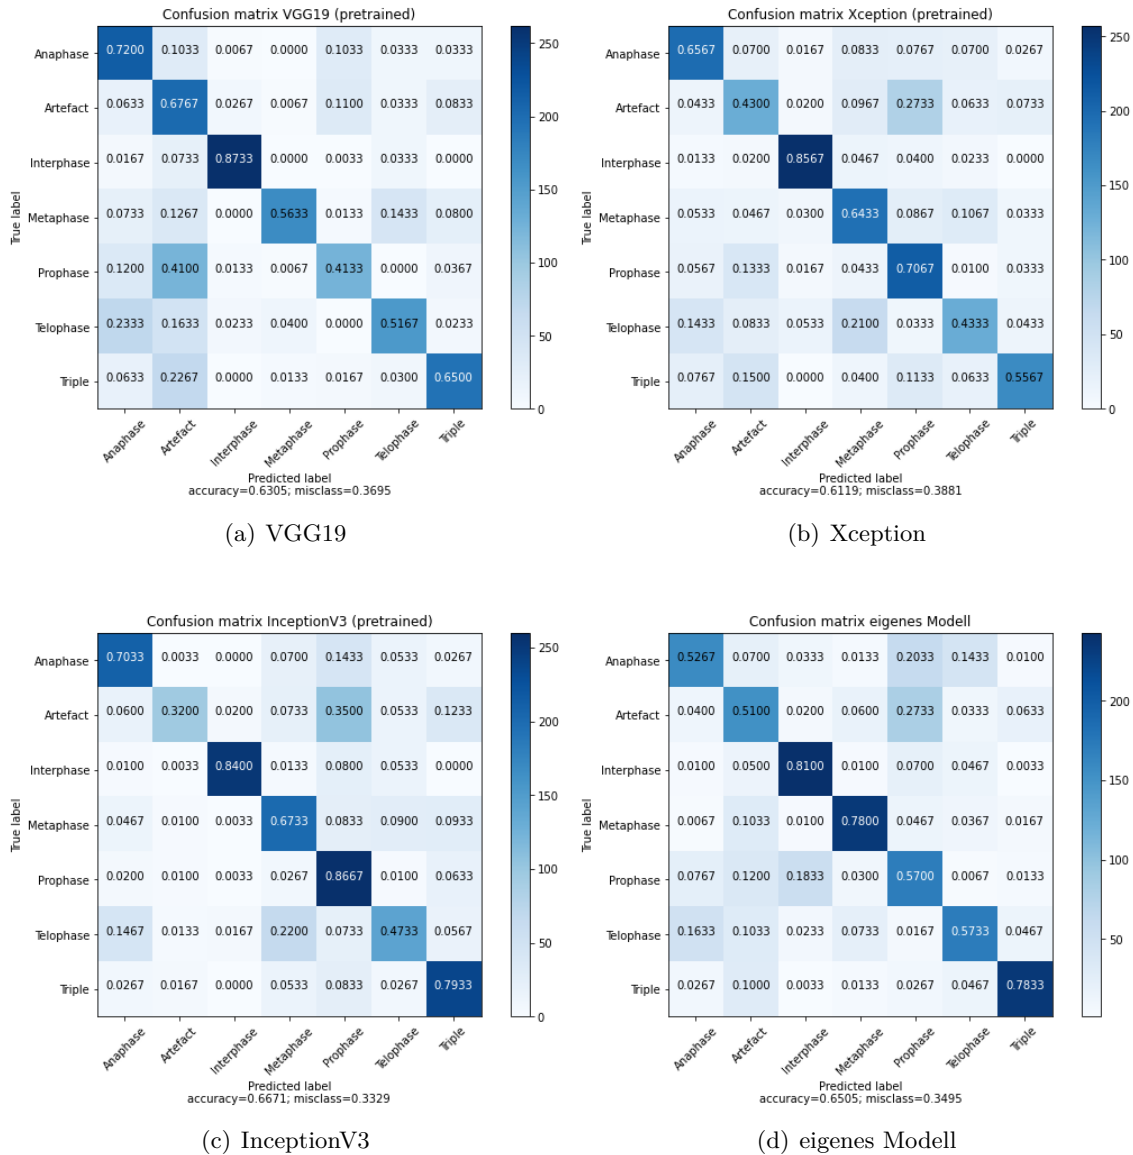 Confusion matrix VGG19 (pretrained)
Anaphase 0.7200 0.1033 0.0067 0.0000 0.1033 0.0333 0.0333
Artefact 0.0633 0.6767 0.0267 0.0067 0.1100 0.0333 0.0833
Interphase 0.0167 0.0733 0.8733 0.0000 0.0033 0.0333 0.0000
Metaphase 0.0733 0.1267 0.0000 0.5633 0.0133 0.1433 0.0800
Prophase 0.1200 0.4100 0.0133 0.0067 0.4133 0.0000 0.0367
Telophase 0.2333 0.1633 0.0233 0.0400 0.0000 0.5167 0.0233
Triple 0.0633 0.2267 0.0000 0.0133 0.0167 0.0300 0.6500
True label
250
200
150
100
50
0
Anaphase Artefact Interphase Metaphase Prophase Telophase Triple
Predicted label
accuracy=0.6305; misclass=0.3695
(a) VGG19
Confusion matrix Xception (pretrained)
Anaphase 0.6567 0.0700 0.0167 0.0833 0.0767 0.0700 0.0267
Artefact 0.0433 0.4300 0.0200 0.0967 0.2733 0.0633 0.0733
Interphase 0.0133 0.0200 0.8567 0.0467 0.0400 0.0233 0.0000
Metaphase 0.0533 0.0467 0.0300 0.6433 0.0867 0.1067 0.0333
Prophase 0.0567 0.1333 0.0167 0.0433 0.7067 0.0100 0.0333
Telophase 0.1433 0.0833 0.0533 0.2100 0.0333 0.4333 0.0433
Triple 0.0767 0.1500 0.0000 0.0400 0.1133 0.0633 0.5567
True label
250
200
150
100
50
0
Anaphase Artefact Interphase Metaphase Prophase Telophase Triple
Predicted label
accuracy=0.6119; misclass=0.3881
(b) Xception
Confusion matrix InceptionV3 (pretrained)
Anaphase 0.7033 0.0033 0.0000 0.0700 0.1433 0.0533 0.0267
Artefact 0.0600 0.3200 0.0200 0.0733 0.3500 0.0533 0.1233
Interphase 0.0100 0.0033 0.8400 0.0133 0.0800 0.0533 0.0000
Metaphase 0.0467 0.0100 0.0033 0.6733 0.0833 0.0900 0.0933
Prophase 0.0200 0.0100 0.0033 0.0267 0.8667 0.0100 0.0633
Telophase 0.1467 0.0133 0.0167 0.2200 0.0733 0.4733 0.0567
Triple 0.0267 0.0167 0.0000 0.0533 0.0833 0.0267 0.7933
True label
250
200
150
100
50
0
Anaphase Artefact Interphase Metaphase Prophase Telophase Triple
Predicted label
accuracy=0.6671; misclass=0.3329
(c) InceptionV3
Confusion matrix eigenes Modell
Anaphase 0.5267 0.0700 0.0333 0.0133 0.2033 0.1433 0.0100
Artefact 0.0400 0.5100 0.0200 0.0600 0.2733 0.0333 0.0633
Interphase 0.0100 0.0500 0.8100 0.0100 0.0700 0.0467 0.0033
Metaphase 0.0067 0.1033 0.0100 0.7800 0.0467 0.0367 0.0167
Prophase 0.0767 0.1200 0.1833 0.0300 0.5700 0.0067 0.0133
Telophase 0.1633 0.1033 0.0233 0.0733 0.0167 0.5733 0.0467
Triple 0.0267 0.1000 0.0033 0.0133 0.0267 0.0467 0.7833
True label
200
150
100
50
Anaphase Artefact Interphase Metaphase Prophase Telophase Triple
Predicted label
accuracy=0.6505; misclass=0.3495
(d) eigenes Modell